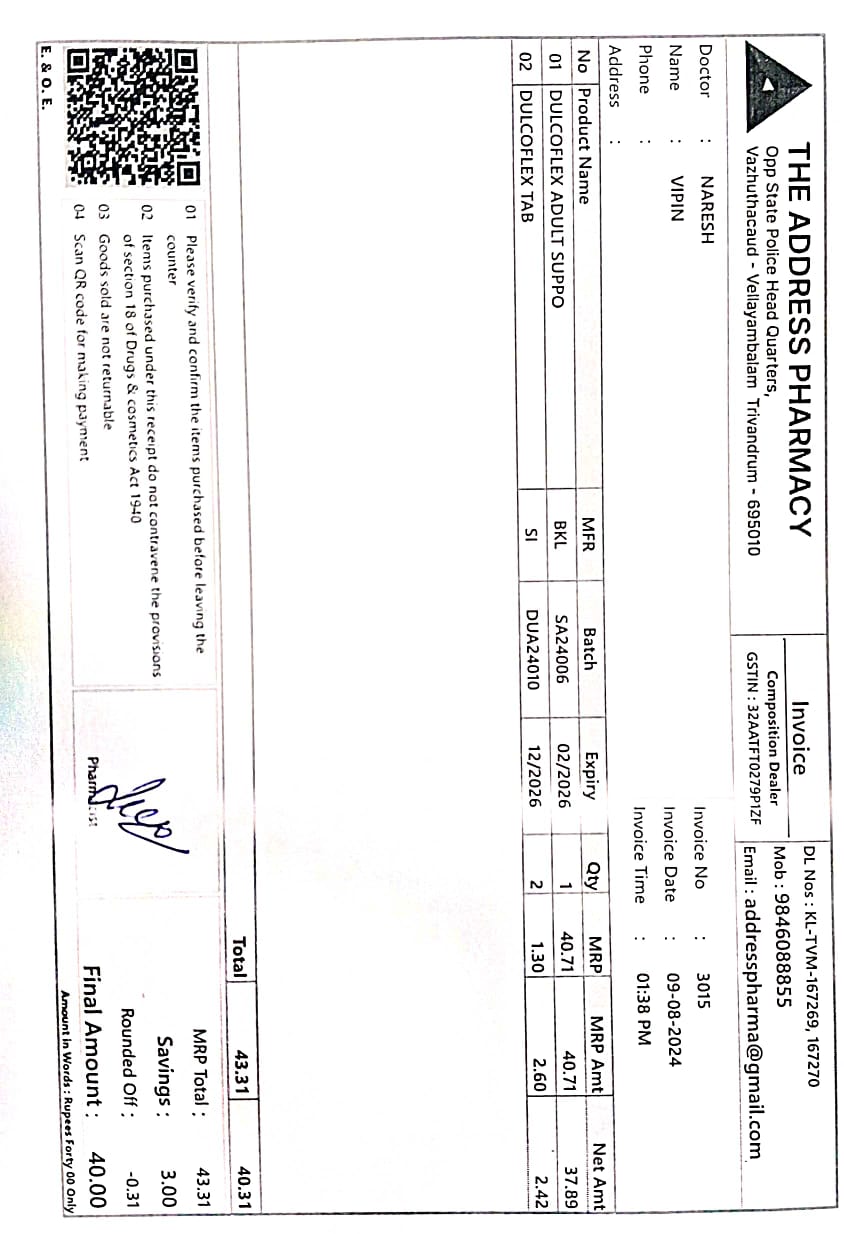 THE ADDRESS PHARMACY
Opp State Police Head Quarters,
Vazhuthacaud - Vellayambalam Trivandrum - 695010
Invoice
Composition Dealer
GSTIN : 32AATFT0279P1ZF
DL Nos : KL-TVM-167269, 167270
Mob : 9846088855
Email : addresspharma@gmail.com
Doctor : NARESH
Name : VIPIN
Phone :
Address :
Invoice No : 3015
Invoice Date : 09-08-2024
Invoice Time : 01:38 PM
No Product Name MFR Batch Expiry Qty MRP MRP Amt Net Amt
01 DULCOFLEX ADULT SUPPO BKL SA24006 02/2026 1 40.71 40.71 37.89
02 DULCOFLEX TAB SI DUA24010 12/2026 2 1.30 2.60 2.42
Total 43.31 40.31
01 Please verify and confirm the items purchased before leaving the
counter
02 Items purchased under this receipt do not contravene the provisions
of section 18 of Drugs & cosmetics Act 1940
03 Goods sold are not returnable
04 Scan QR code for making payment
E. & O. E.
Pharmacist
MRP Total : 43.31
Savings : 3.00
Rounded Off : -0.31
Final Amount : 40.00
Amount in Words : Rupees Forty 00 Only